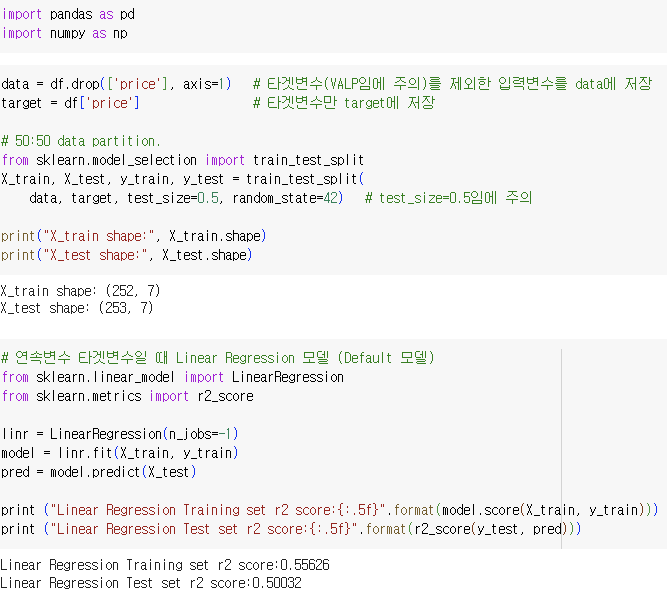 import pandas as pd
import numpy as np
data = df.drop(['price'], axis=1)   # 타겟변수(VALP임에 주의)를 제외한 입력변수를 data에 저장
target = df['price']                # 타겟변수만 target에 저장
# 50:50 data partition.
from sklearn.model_selection import train_test_split
X_train, X_test, y_train, y_test = train_test_split(
    data, target, test_size=0.5, random_state=42)   # test_size=0.5임에 주의
print("X_train shape:", X_train.shape)
print("X_test shape:", X_test.shape)
X_train shape: (252, 7)
X_test shape: (253, 7)
# 연속변수 타겟변수일 때 Linear Regression 모델 (Default 모델)
from sklearn.linear_model import LinearRegression
from sklearn.metrics import r2_score
linr = LinearRegression(n_jobs=-1)
model = linr.fit(X_train, y_train)
pred = model.predict(X_test)
print ("Linear Regression Training set r2 score:{:.5f}".format(model.score(X_train, y_train)))
print ("Linear Regression Test set r2 score:{:.5f}".format(r2_score(y_test, pred)))
Linear Regression Training set r2 score:0.55626
Linear Regression Test set r2 score:0.50032